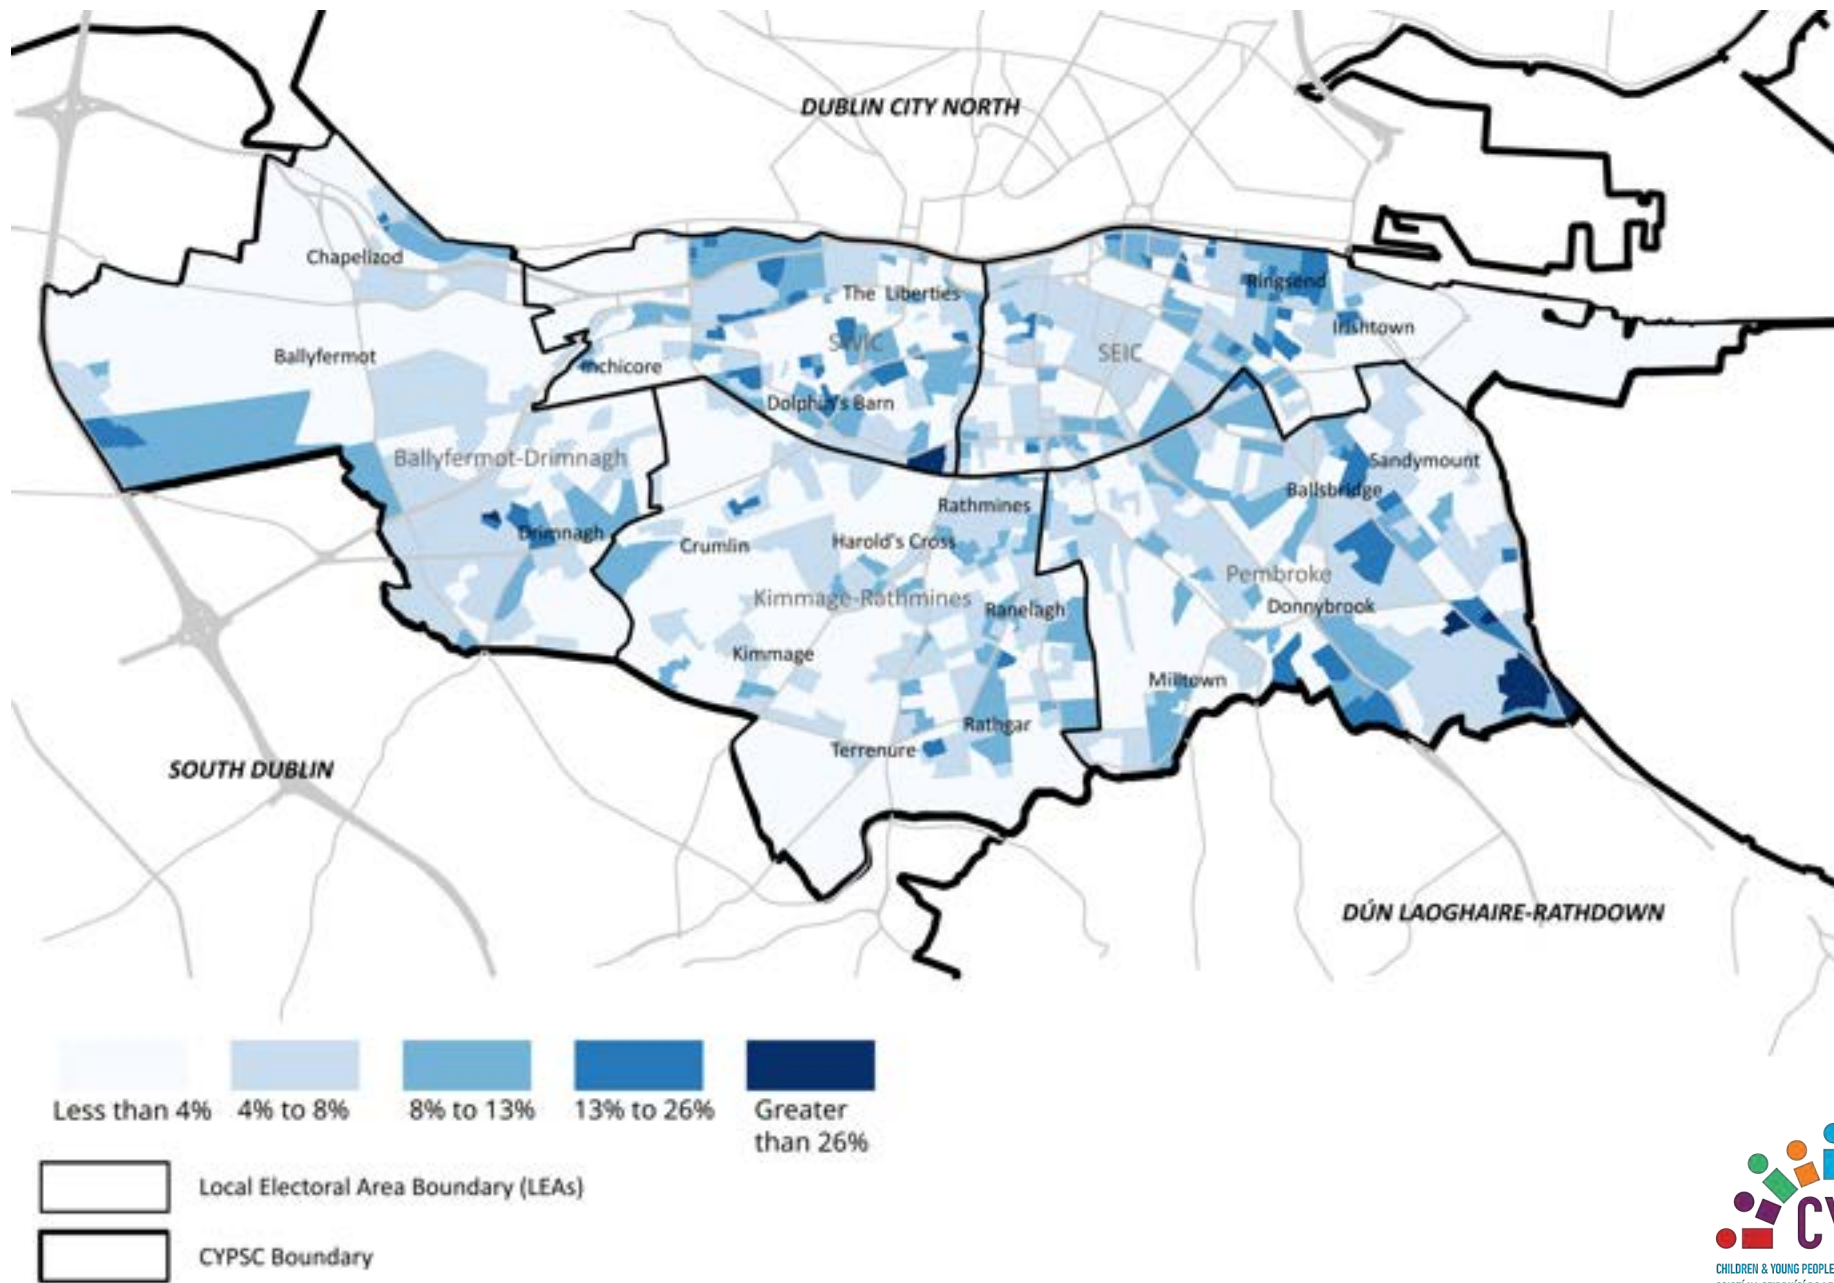 DUBLIN CITY NORTH
Chapelizod
The Liberties
Ringsend
Irishtown
SWIC
SEIC
Ballyfermot
Inchicore
Dolphin's Barn
Ballyfermot-Drimnagh
Sandymount
Ballsbridge
Rathmines
Drimnagh
Crumlin
Harold's Cross
Pembroke
Kimmage-Rathmines
Ranelagh
Donnybrook
Kimmage
Milltown
Rathgar
Terrenure
SOUTH DUBLIN
DÚN LAOGHAIRE-RATHDOWN
Less than 4%
4% to 8%
8% to 13%
13% to 26%
Greater
than 26%
Local Electoral Area Boundary (LEAs)
CYPSC Boundary
CHILDREN & YOUNG PEOPLE